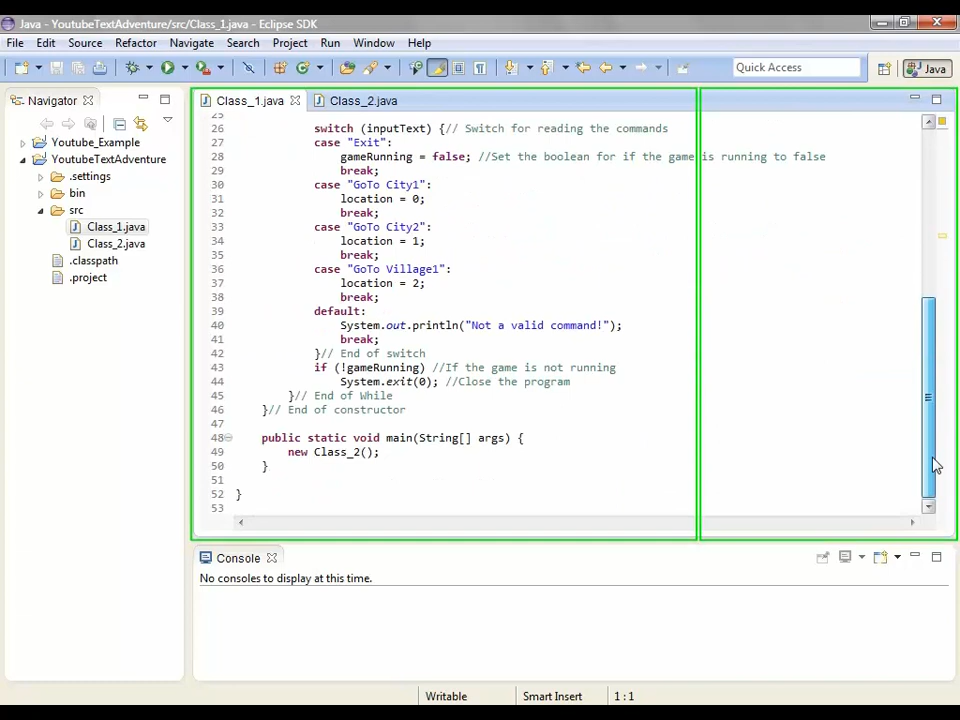 Java - YoutubeTextAdventure/src/Class_1.java - Eclipse SDK
File Edit Source Refactor Navigate Search Project Run Window Help
Quick Access
Java
Navigator
Youtube_Example
YoutubeTextAdventure
.settings
bin
src
Class_1.java
Class_2.java
.classpath
.project
Class_1.java Class_2.java
26 switch (inputText) {// Switch for reading the commands
27 case "Exit":
28 gameRunning = false; //Set the boolean for if the game is running to false
29 break;
30 case "GoTo City1":
31 location = 0;
32 break;
33 case "GoTo City2":
34 location = 1;
35 break;
36 case "GoTo Village1":
37 location = 2;
38 break;
39 default:
40 System.out.println("Not a valid command!");
41 break;
42 }// End of switch
43 if (!gameRunning) //If the game is not running
44 System.exit(0); //Close the program
45 }// End of While
46 }// End of constructor
47
48 public static void main(String[] args) {
49 new Class_2();
50 }
51
52 }
53
Console
No consoles to display at this time.
Writable Smart Insert 1 : 1